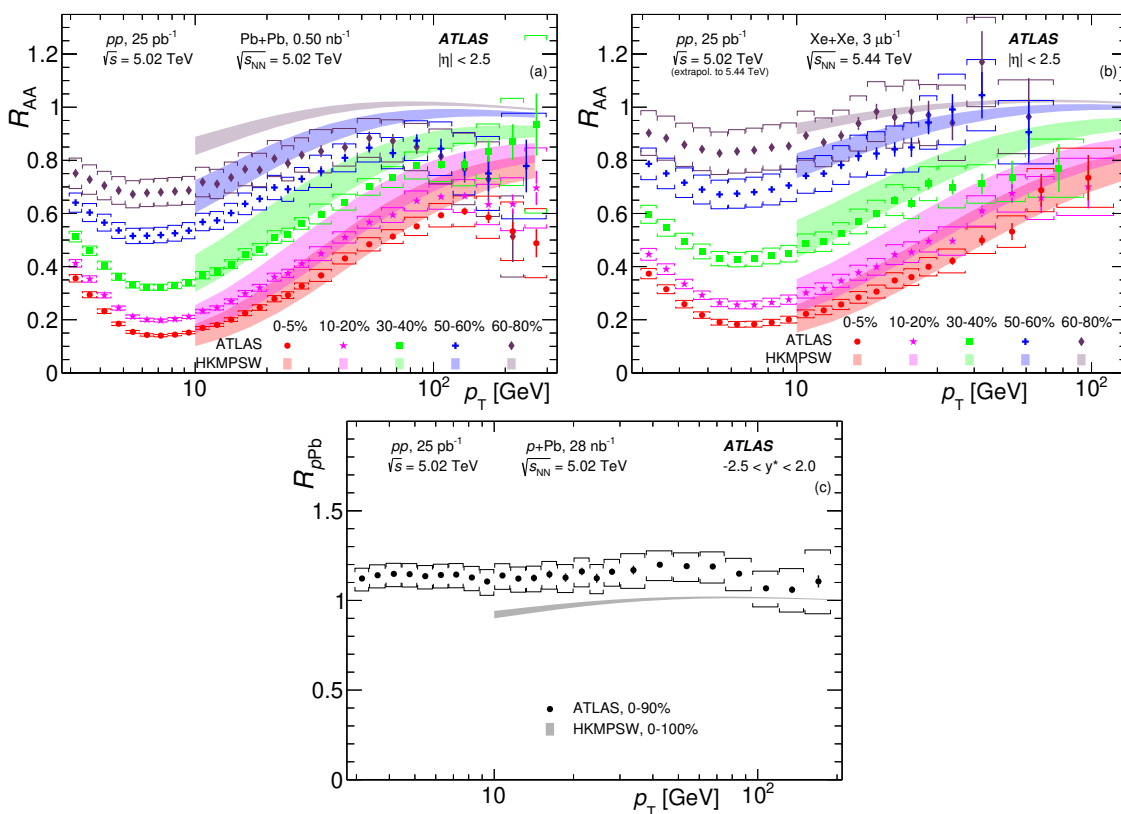 pp, 25 pb⁻¹ Pb+Pb, 0.50 nb⁻¹ ATLAS
√s = 5.02 TeV √sNN = 5.02 TeV |η| < 2.5
(a)
RAA
1.2
1
0.8
0.6
0.4
0.2
0
0-5% 10-20% 30-40% 50-60% 60-80%
ATLAS
HKMPSW
10 10²
pT [GeV]
pp, 25 pb⁻¹ Xe+Xe, 3 μb⁻¹ ATLAS
√s = 5.02 TeV √sNN = 5.44 TeV |η| < 2.5
(extrapol. to 5.44 TeV)
(b)
RAA
1.2
1
0.8
0.6
0.4
0.2
0
0-5% 10-20% 30-40% 50-60% 60-80%
ATLAS
HKMPSW
10 10²
pT [GeV]
pp, 25 pb⁻¹ p+Pb, 28 nb⁻¹ ATLAS
√s = 5.02 TeV √sNN = 5.02 TeV -2.5 < y* < 2.0
(c)
RpPb
1.5
1
0.5
0
ATLAS, 0-90%
HKMPSW, 0-100%
10 10²
pT [GeV]